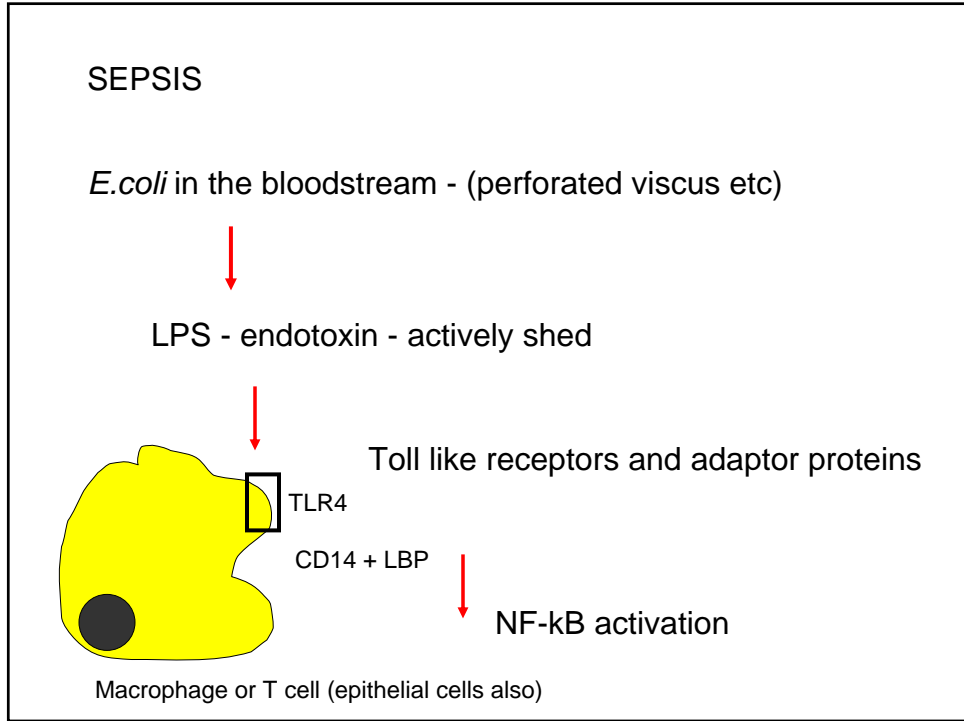 SEPSIS
E.coli in the bloodstream - (perforated viscus etc)
LPS - endotoxin - actively shed
Toll like receptors and adaptor proteins
TLR4
CD14 + LBP
NF-kB activation
Macrophage or T cell (epithelial cells also)